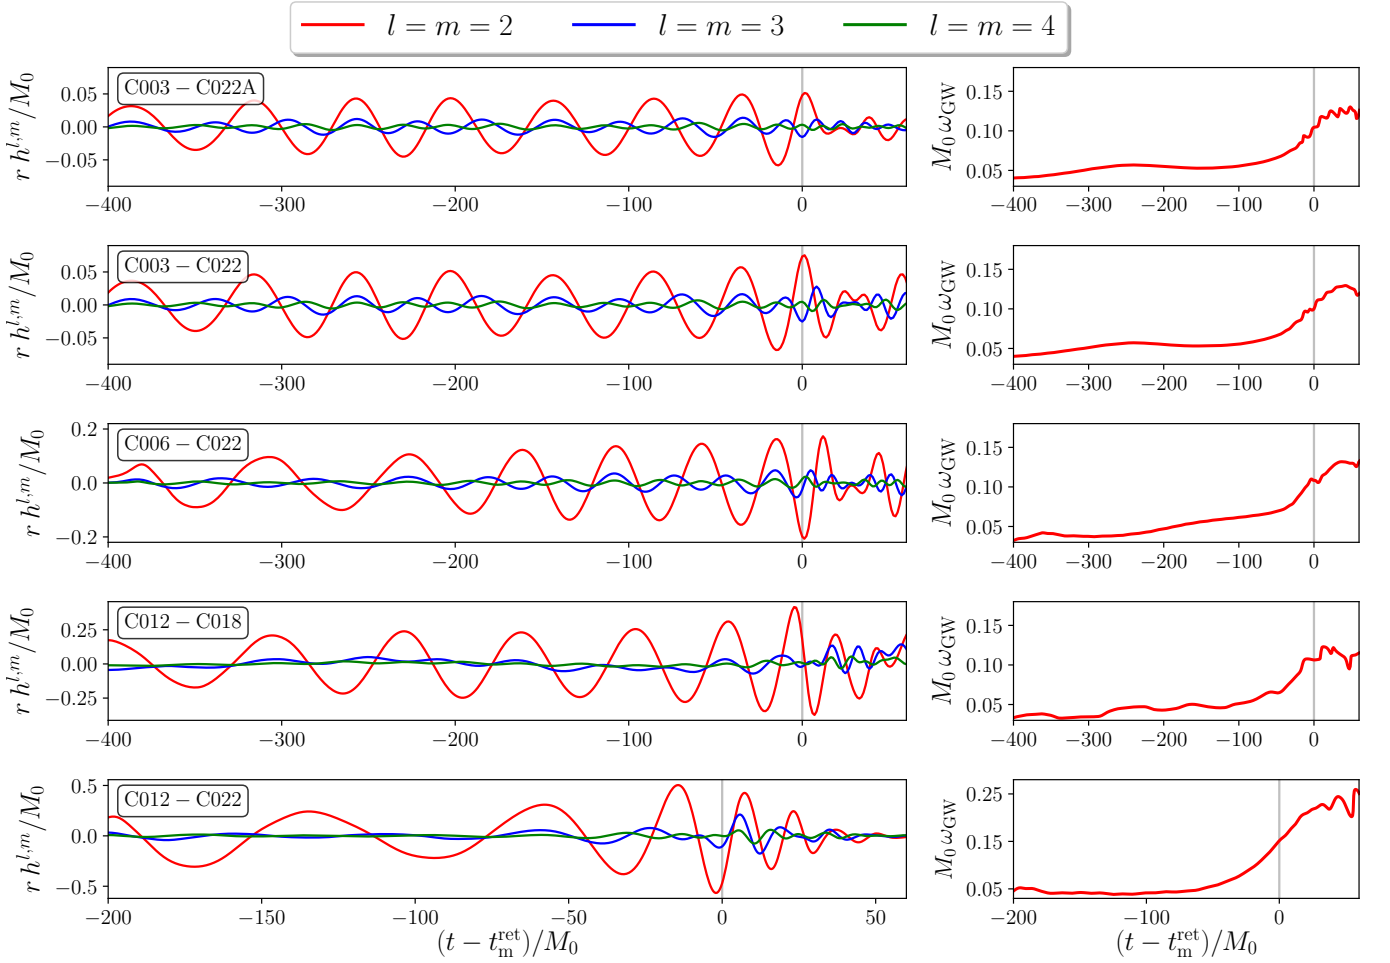 l = m = 2 l = m = 3 l = m = 4
r h^{l,m}/M_0
0.05
0.00
−0.05
C003 − C022A
−400 −300 −200 −100 0
M_0 ω_GW
0.15
0.10
0.05
−400 −300 −200 −100 0
r h^{l,m}/M_0
0.05
0.00
−0.05
C003 − C022
−400 −300 −200 −100 0
M_0 ω_GW
0.15
0.10
0.05
−400 −300 −200 −100 0
r h^{l,m}/M_0
0.2
0.0
−0.2
C006 − C022
−400 −300 −200 −100 0
M_0 ω_GW
0.15
0.10
0.05
−400 −300 −200 −100 0
r h^{l,m}/M_0
0.25
0.00
−0.25
C012 − C018
−400 −300 −200 −100 0
M_0 ω_GW
0.15
0.10
0.05
−400 −300 −200 −100 0
r h^{l,m}/M_0
0.5
0.0
−0.5
C012 − C022
−200 −150 −100 −50 0 50
(t − t_m^ret)/M_0
M_0 ω_GW
0.25
0.15
0.05
−200 −100 0
(t − t_m^ret)/M_0